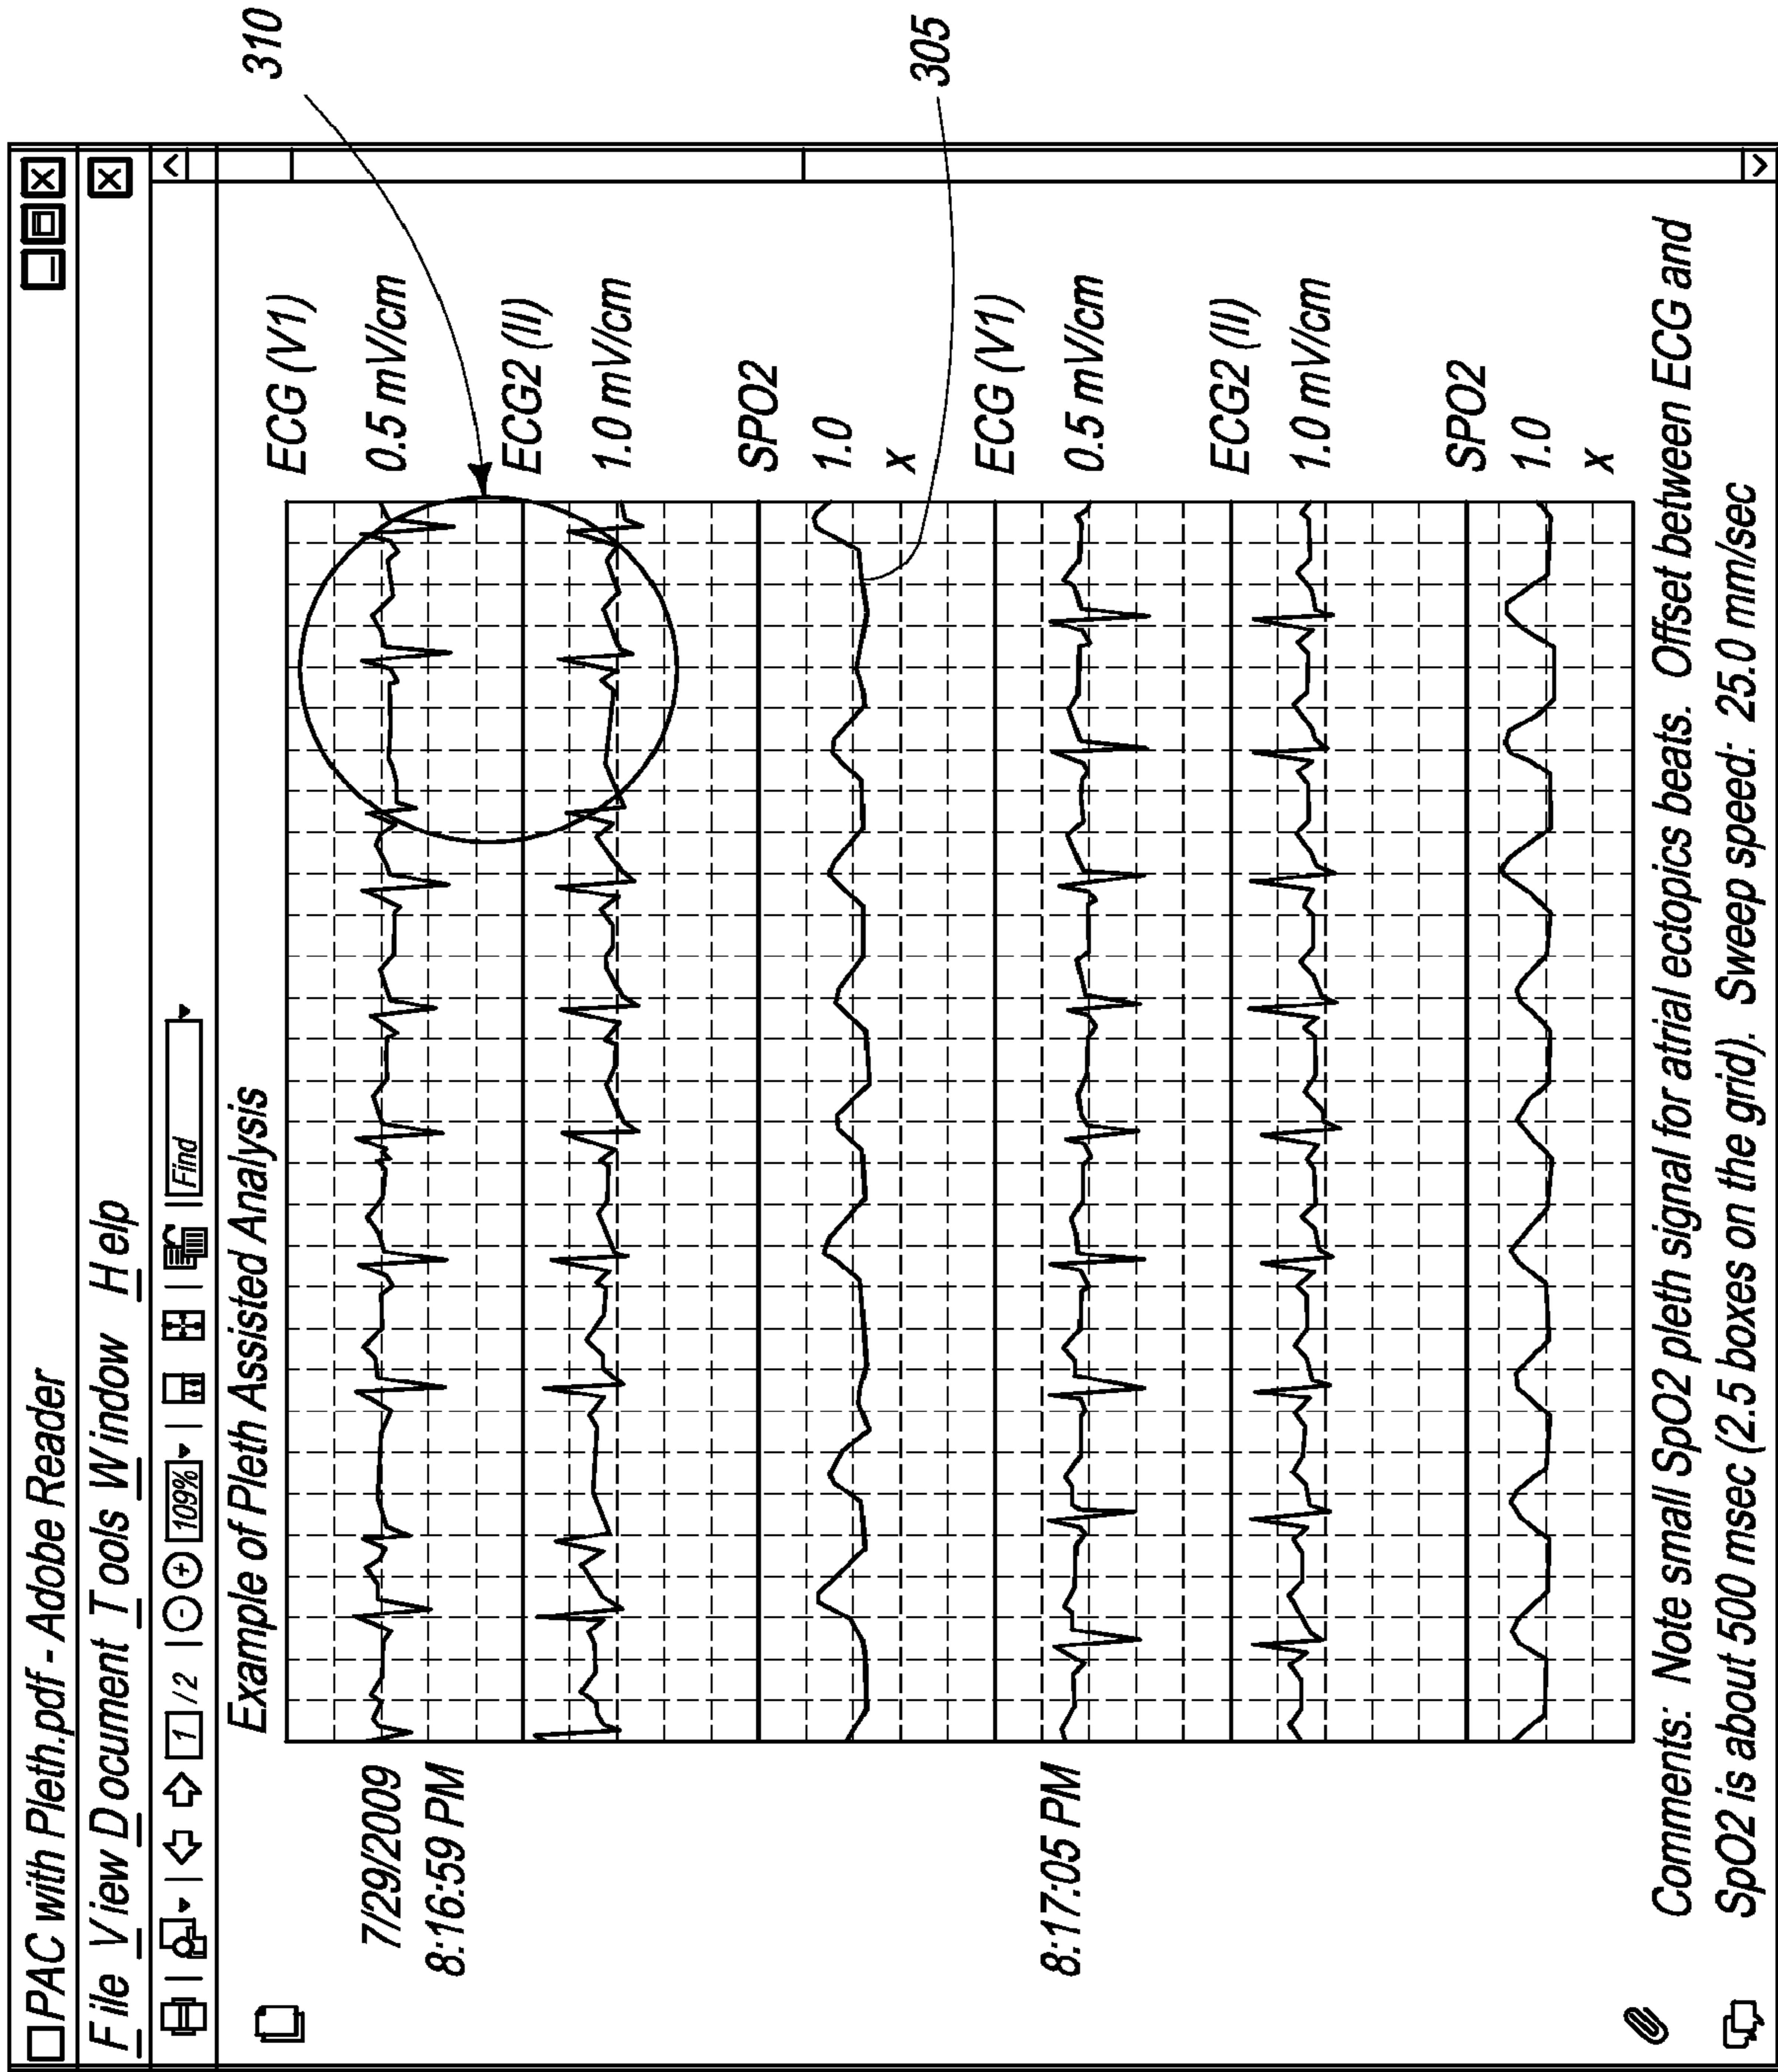 PAC with Pleth.pdf - Adobe Reader
File View Document Tools Window Help
1 / 2 109% Find
Example of Pleth Assisted Analysis
7/29/2009
8:16:59 PM
ECG (V1)
0.5 mV/cm
310
ECG2 (II)
1.0 mV/cm
SPO2
1.0
x
305
8:17:05 PM
ECG (V1)
0.5 mV/cm
ECG2 (II)
1.0 mV/cm
SPO2
1.0
x
Comments: Note small SpO2 pleth signal for atrial ectopics beats. Offset between ECG and
SpO2 is about 500 msec (2.5 boxes on the grid). Sweep speed: 25.0 mm/sec